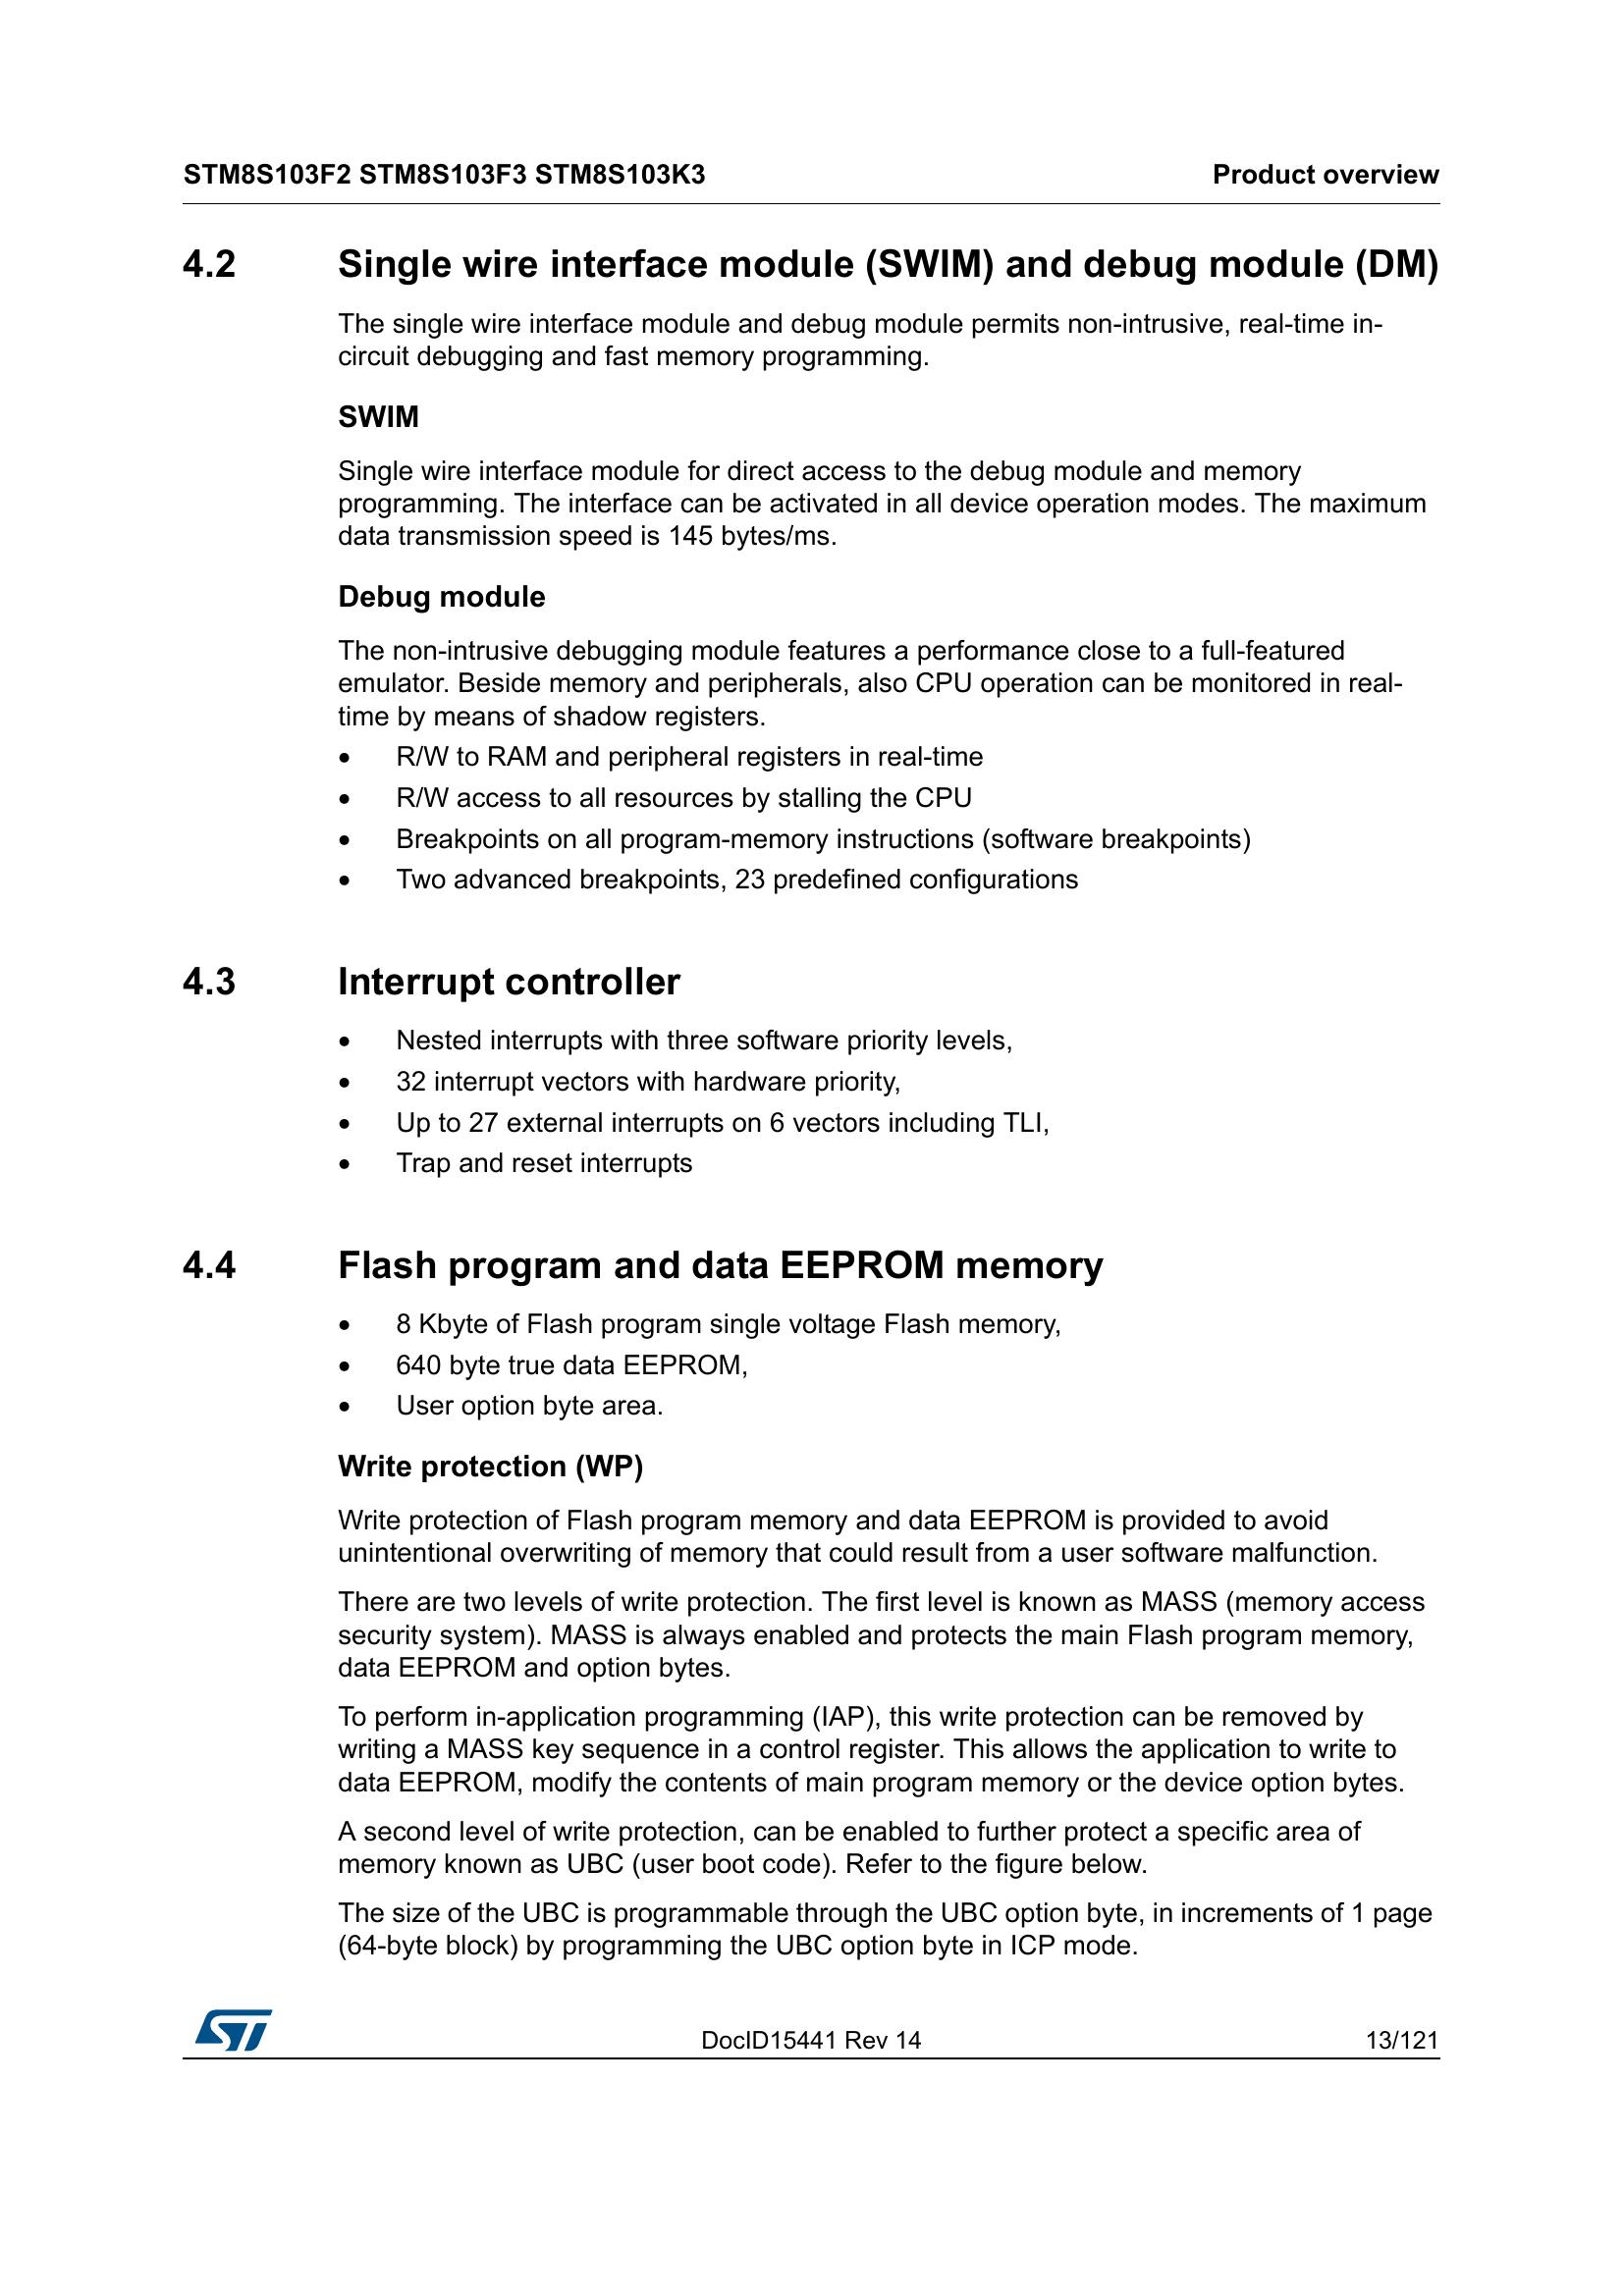 STM8S103F2 STM8S103F3 STM8S103K3 Product overview
4.2 Single wire interface module (SWIM) and debug module (DM)
The single wire interface module and debug module permits non-intrusive, real-time in-
circuit debugging and fast memory programming.
SWIM
Single wire interface module for direct access to the debug module and memory
programming. The interface can be activated in all device operation modes. The maximum
data transmission speed is 145 bytes/ms.
Debug module
The non-intrusive debugging module features a performance close to a full-featured
emulator. Beside memory and peripherals, also CPU operation can be monitored in real-
time by means of shadow registers.
• R/W to RAM and peripheral registers in real-time
• R/W access to all resources by stalling the CPU
• Breakpoints on all program-memory instructions (software breakpoints)
• Two advanced breakpoints, 23 predefined configurations
4.3 Interrupt controller
• Nested interrupts with three software priority levels,
• 32 interrupt vectors with hardware priority,
• Up to 27 external interrupts on 6 vectors including TLI,
• Trap and reset interrupts
4.4 Flash program and data EEPROM memory
• 8 Kbyte of Flash program single voltage Flash memory,
• 640 byte true data EEPROM,
• User option byte area.
Write protection (WP)
Write protection of Flash program memory and data EEPROM is provided to avoid
unintentional overwriting of memory that could result from a user software malfunction.
There are two levels of write protection. The first level is known as MASS (memory access
security system). MASS is always enabled and protects the main Flash program memory,
data EEPROM and option bytes.
To perform in-application programming (IAP), this write protection can be removed by
writing a MASS key sequence in a control register. This allows the application to write to
data EEPROM, modify the contents of main program memory or the device option bytes.
A second level of write protection, can be enabled to further protect a specific area of
memory known as UBC (user boot code). Refer to the figure below.
The size of the UBC is programmable through the UBC option byte, in increments of 1 page
(64-byte block) by programming the UBC option byte in ICP mode.
ST DocID15441 Rev 14 13/121